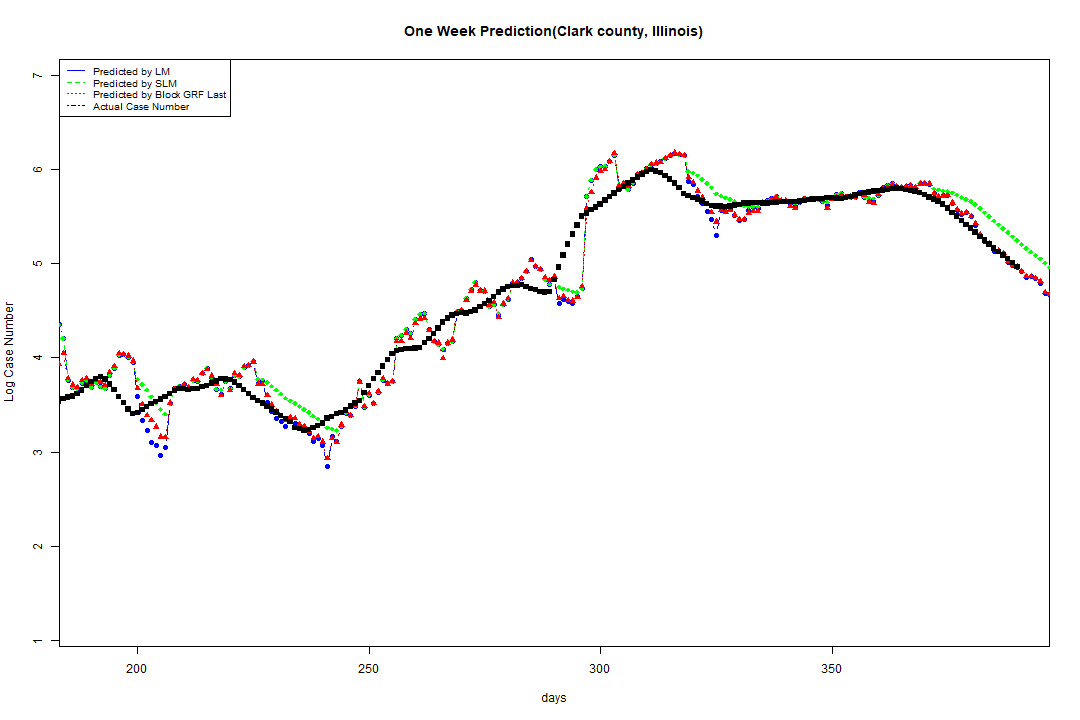 One Week Prediction(Clark county, Illinois)
Predicted by LM
Predicted by SLM
Predicted by Block GRF Last
Actual Case Number
7
6
5
4
3
2
1
Log Case Number
200 250 300 350
days